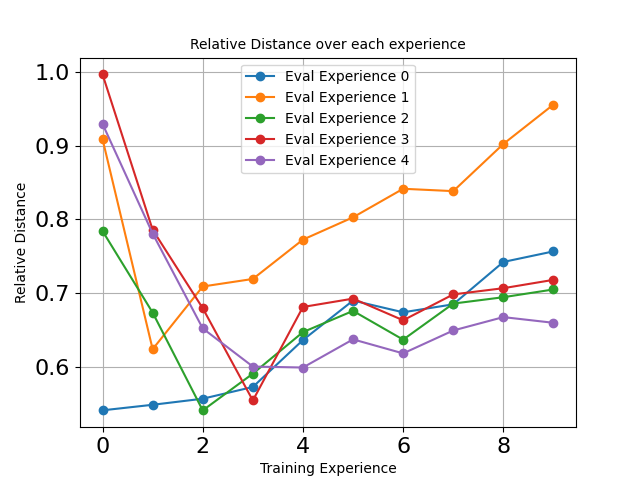 Relative Distance over each experience
Eval Experience 0
Eval Experience 1
Eval Experience 2
Eval Experience 3
Eval Experience 4
Relative Distance
1.0
0.9
0.8
0.7
0.6
0 2 4 6 8
Training Experience